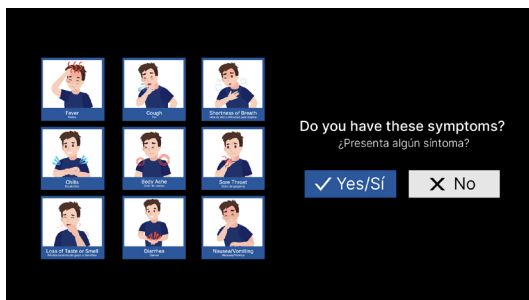 Fever
Cough
Shortness of Breath
Chills
Body Ache
Sore Throat
Loss of Taste or Smell
Diarrhea
Nausea/Vomiting
Do you have these symptoms?
¿Presenta algún síntoma?
✓ Yes/Sí
X No